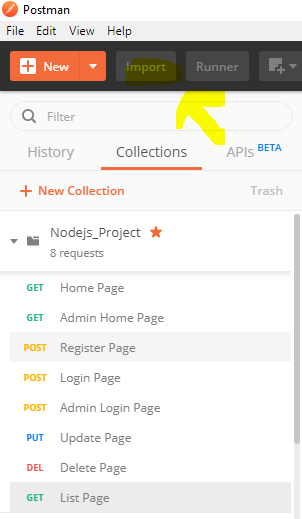 Postman
File Edit View Help
New Import Runner
Filter
History Collections APIs BETA
New Collection Trash
Nodejs_Project
8 requests
GET Home Page
GET Admin Home Page
POST Register Page
POST Login Page
POST Admin Login Page
PUT Update Page
DEL Delete Page
GET List Page